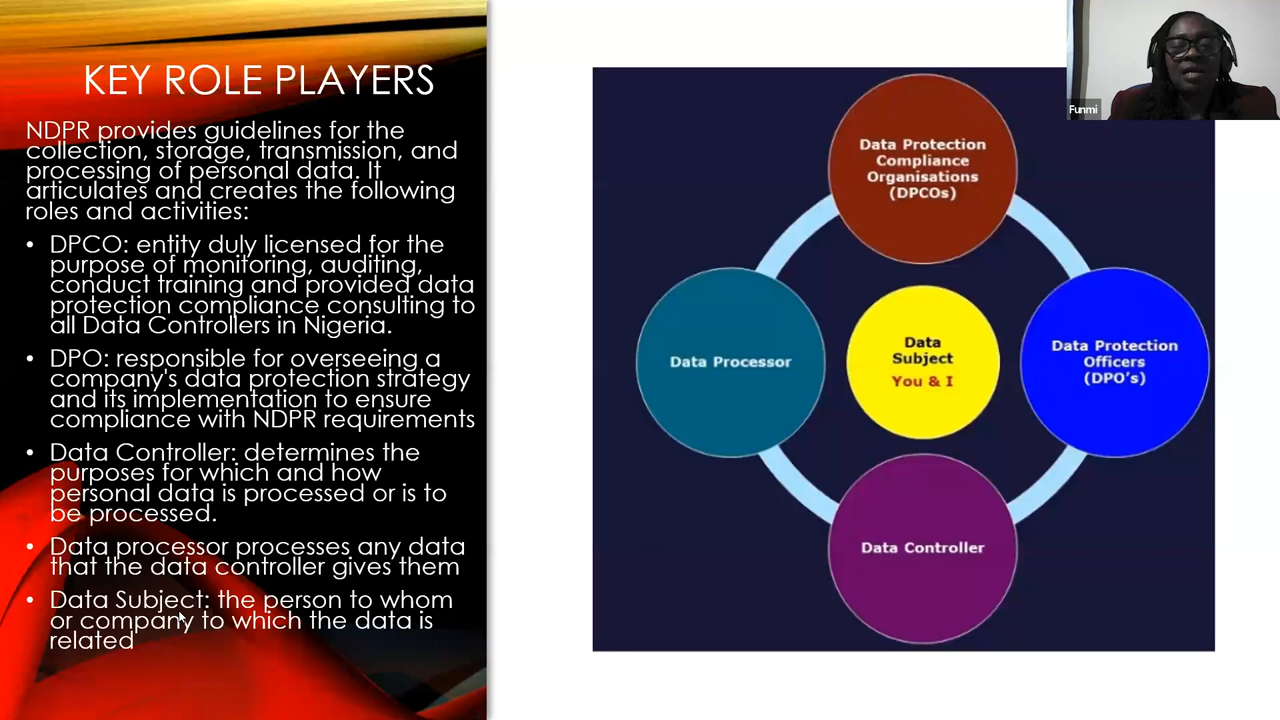 KEY ROLE PLAYERS
NDPR provides guidelines for the
collection, storage, transmission, and
processing of personal data. It
articulates and creates the following
roles and activities:
• DPCO: entity duly licensed for the
purpose of monitoring, auditing,
conduct training and provided data
protection compliance consulting to
all Data Controllers in Nigeria.
• DPO: responsible for overseeing a
company's data protection strategy
and its implementation to ensure
compliance with NDPR requirements
• Data Controller: determines the
purposes for which and how
personal data is processed or is to
be processed.
• Data processor processes any data
that the data controller gives them
• Data Subject: the person to whom
or company to which the data is
related
Data Protection
Compliance
Organisations
(DPCOs)
Data Processor
Data
Subject
You & I
Data Protection
Officers
(DPO's)
Data Controller
Funmi